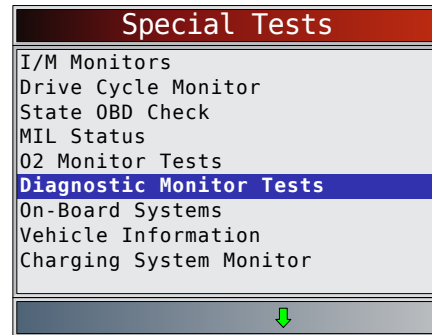 Special Tests
I/M Monitors
Drive Cycle Monitor
State OBD Check
MIL Status
O2 Monitor Tests
Diagnostic Monitor Tests
On-Board Systems
Vehicle Information
Charging System Monitor